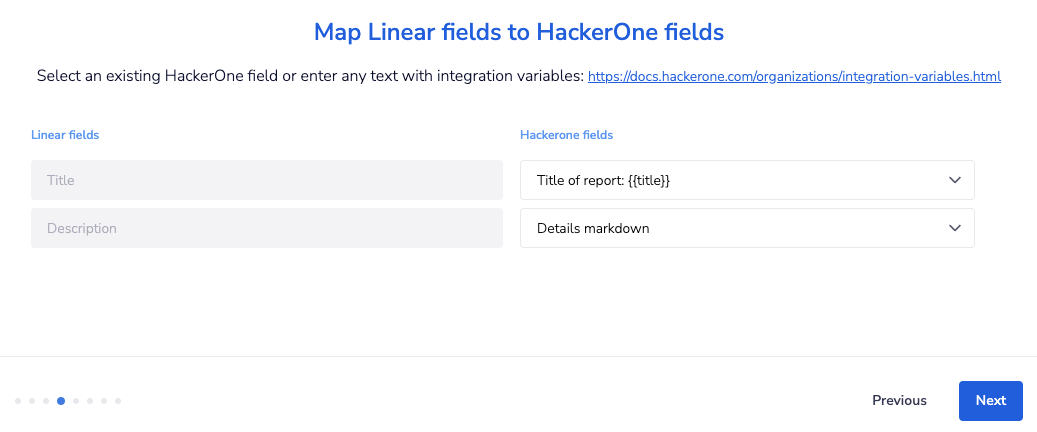 Map Linear fields to HackerOne fields
Select an existing HackerOne field or enter any text with integration variables: https://docs.hackerone.com/organizations/integration-variables.html
Linear fields
Hackerone fields
Title
Title of report: {{title}}
Description
Details markdown
Previous
Next